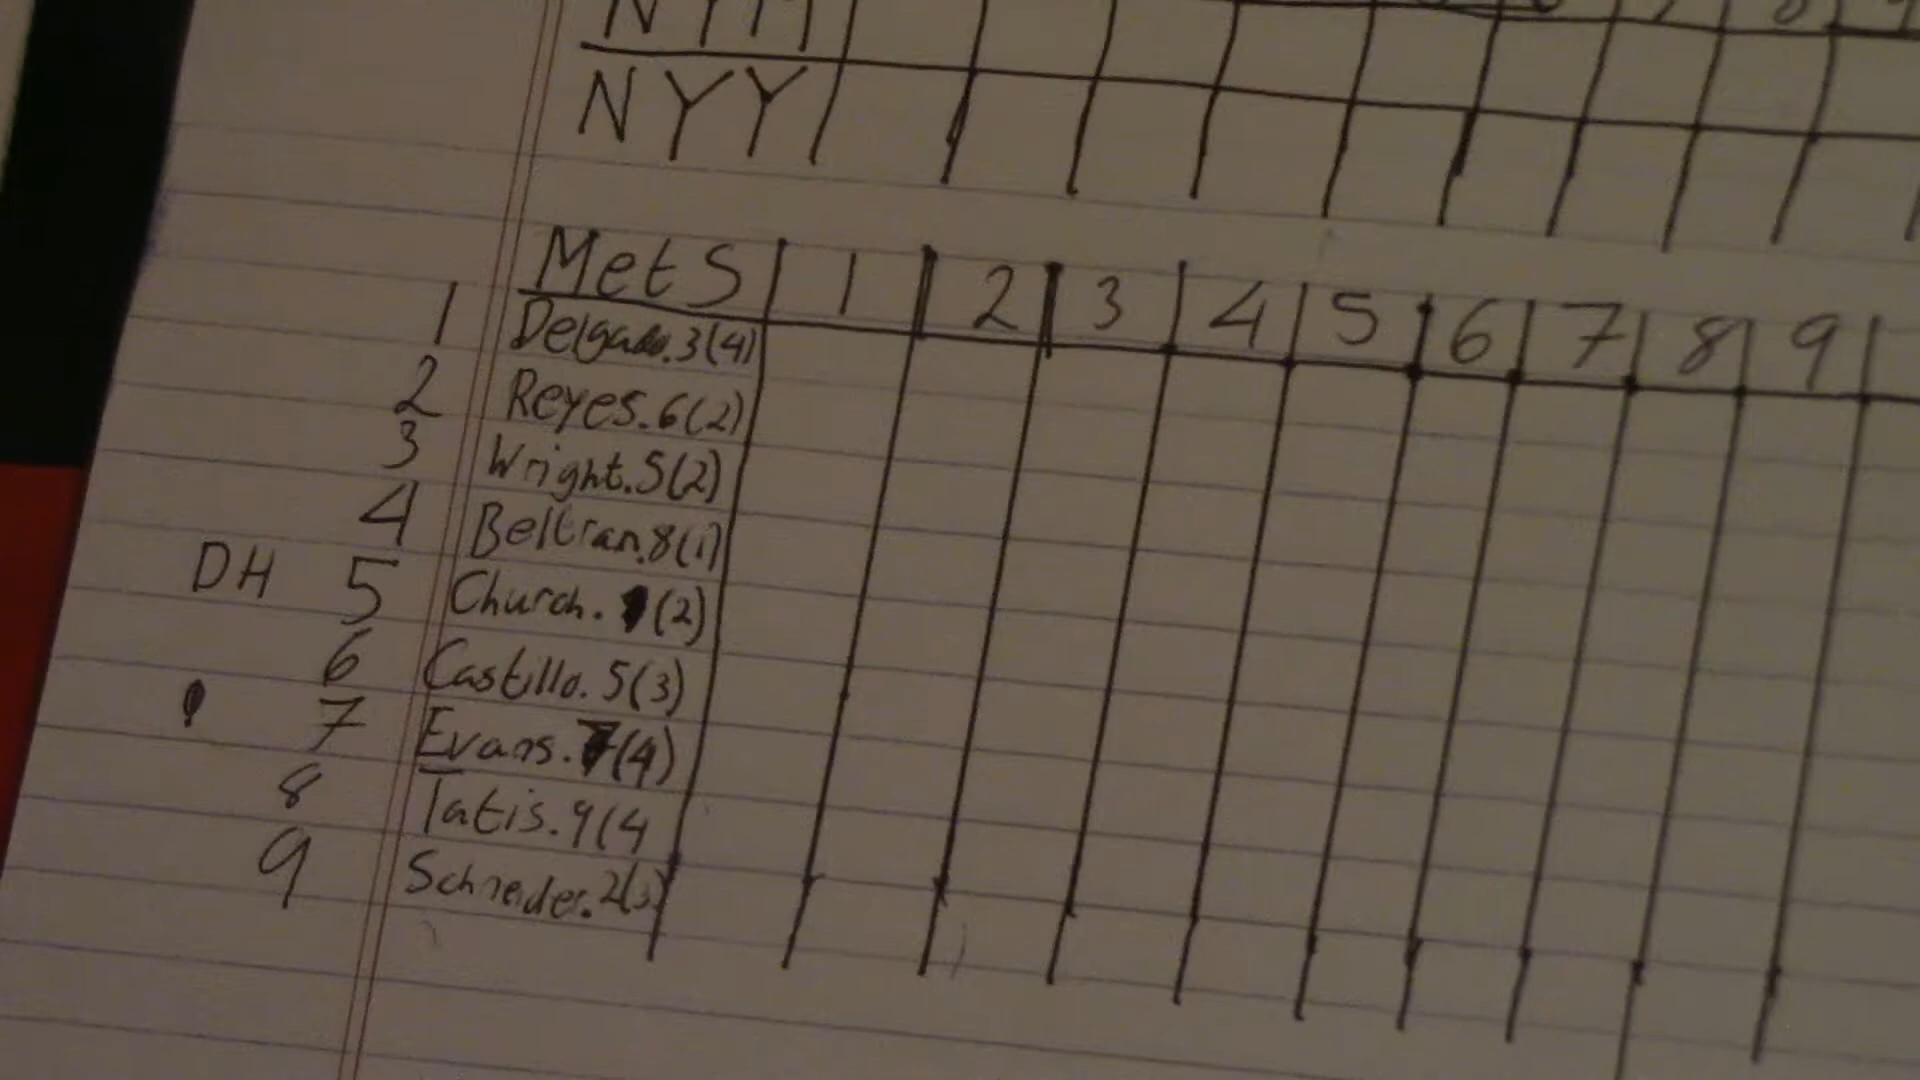 NYM
NYY
Mets 1 2 3 4 5 6 7 8 9
1 Delgado.3(4)
2 Reyes.6(2)
3 Wright.5(2)
4 Beltran.8(1)
DH 5 Church. (2)
6 Castillo.5(3)
7 Evans.7(4)
8 Tatis.9(4
9 Schneider.2(3)